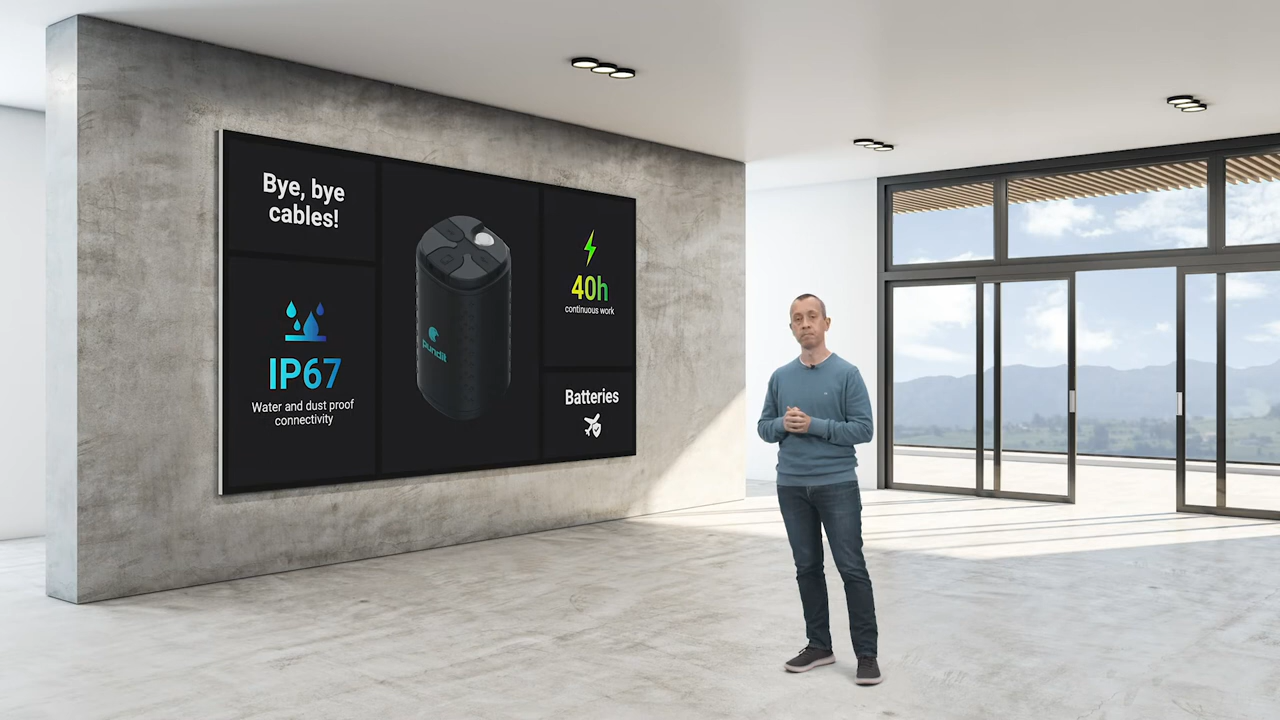 Bye, bye
cables!
IP67
Water and dust proof
connectivity
pundit
40h
continuous work
Batteries